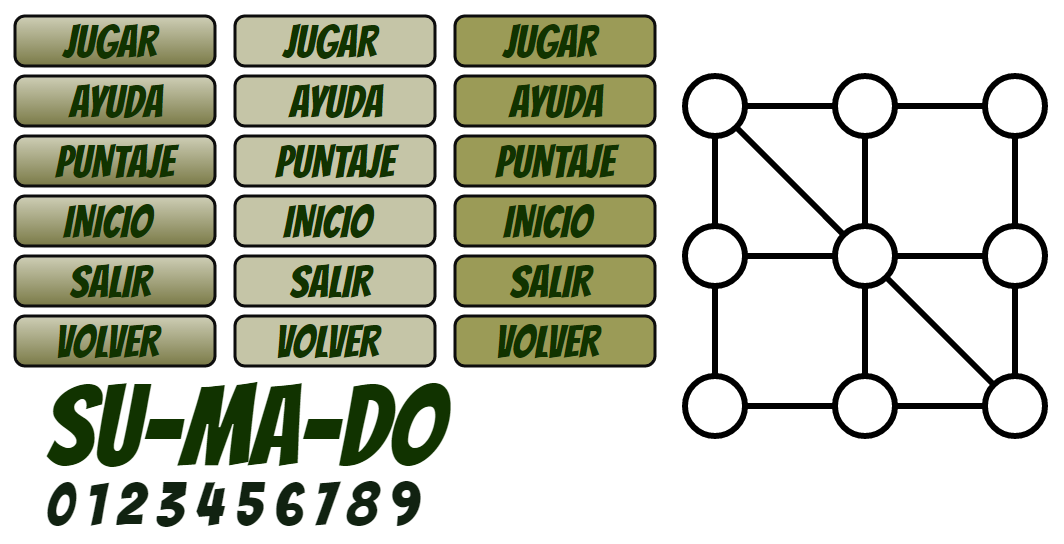 JUGAR JUGAR JUGAR
AYUDA AYUDA AYUDA
PUNTAJE PUNTAJE PUNTAJE
INICIO INICIO INICIO
SALIR SALIR SALIR
VOLVER VOLVER VOLVER
SU-MA-DO
0123456789